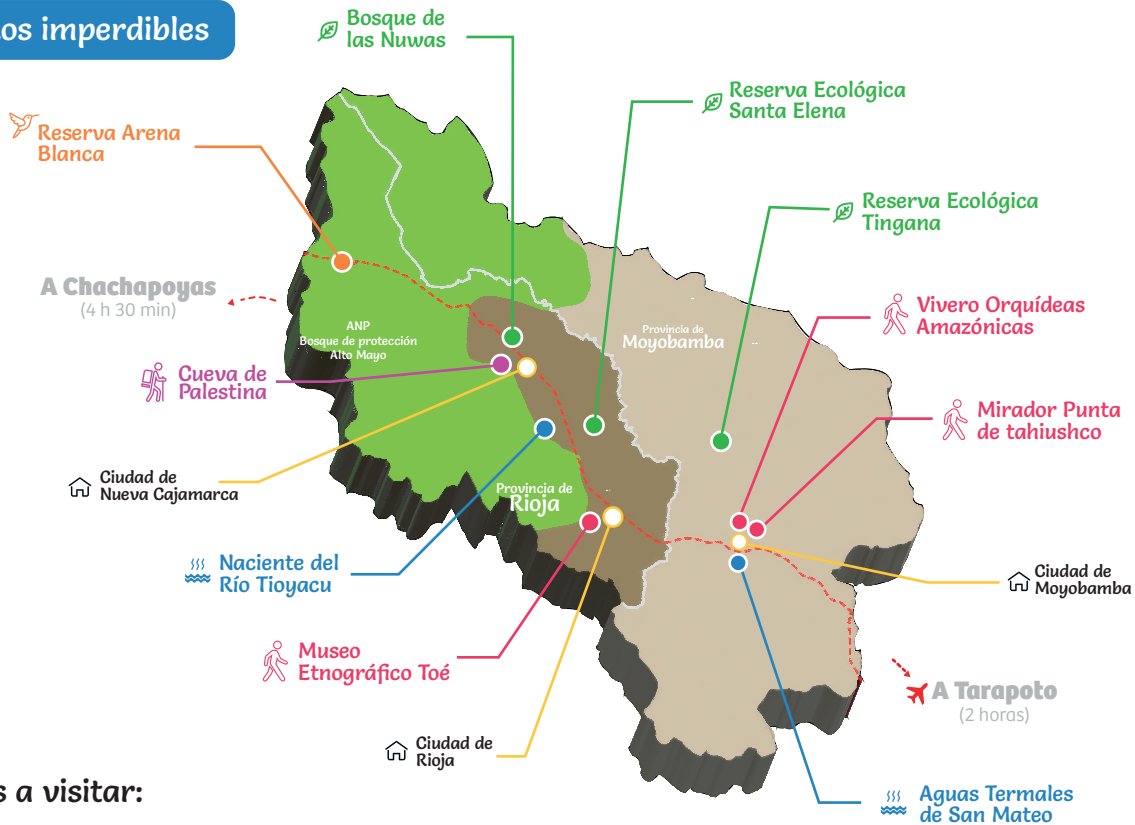 os imperdibles
Bosque de
las Nuwas
Reserva Ecológica
Santa Elena
Reserva Arena
Blanca
Reserva Ecológica
Tingana
A Chachapoyas
(4 h 30 min)
Vivero Orquídeas
Amazónicas
ANP
Bosque de protección
Alto Mayo
Provincia de
Moyobamba
Cueva de
Palestina
Mirador Punta
de tahiushco
Ciudad de
Nueva Cajamarca
Provincia de
Rioja
Naciente del
Río Tioyacu
Ciudad de
Moyobamba
Museo
Etnográfico Toé
A Tarapoto
(2 horas)
Ciudad de
Rioja
s a visitar:
Aguas Termales
de San Mateo